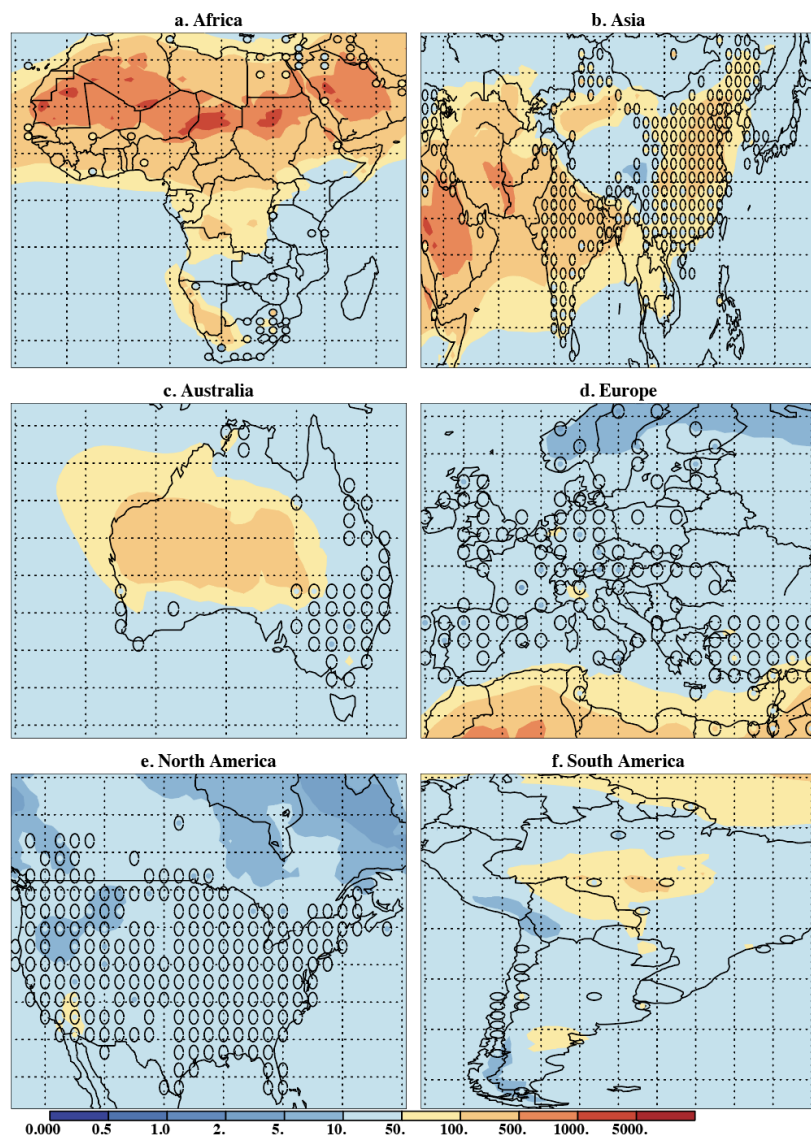 a. Africa
b. Asia
c. Australia
d. Europe
e. North America
f. South America
0.000 0.5 1.0 2. 5. 10. 50. 100. 500. 1000. 5000.